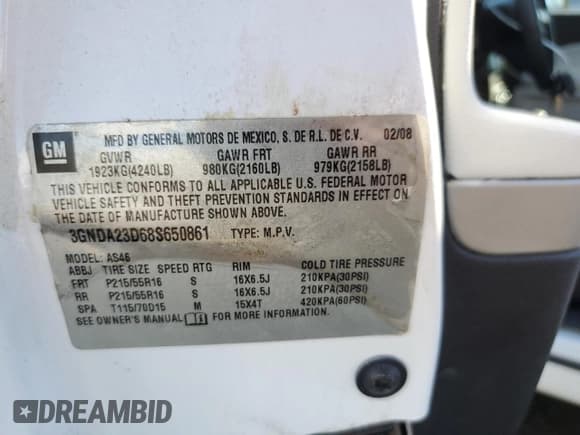 GM
MFD BY GENERAL MOTORS DE MEXICO, S. DE R.L. DE C.V. 02/08
GVWR GAWR FRT GAWR RR
1923KG(4240LB) 980KG(2160LB) 979KG(2158LB)
THIS VEHICLE CONFORMS TO ALL APPLICABLE U.S. FEDERAL MOTOR
VEHICLE SAFETY AND THEFT PREVENTION STANDARDS IN EFFECT ON
THE DATE OF MANUFACTURE SHOWN ABOVE.
3GNDA23D68S650861 TYPE: M.P.V.
MODEL: AS46
ABBJ TIRE SIZE SPEED RTG RIM COLD TIRE PRESSURE
FRT P215/55R16 S 16X6.5J 210KPA(30PSI)
RR P215/55R16 S 16X6.5J 210KPA(30PSI)
SPA T115/70D15 M 15X4T 420KPA(60PSI)
SEE OWNER'S MANUAL FOR MORE INFORMATION.
DREAMBID